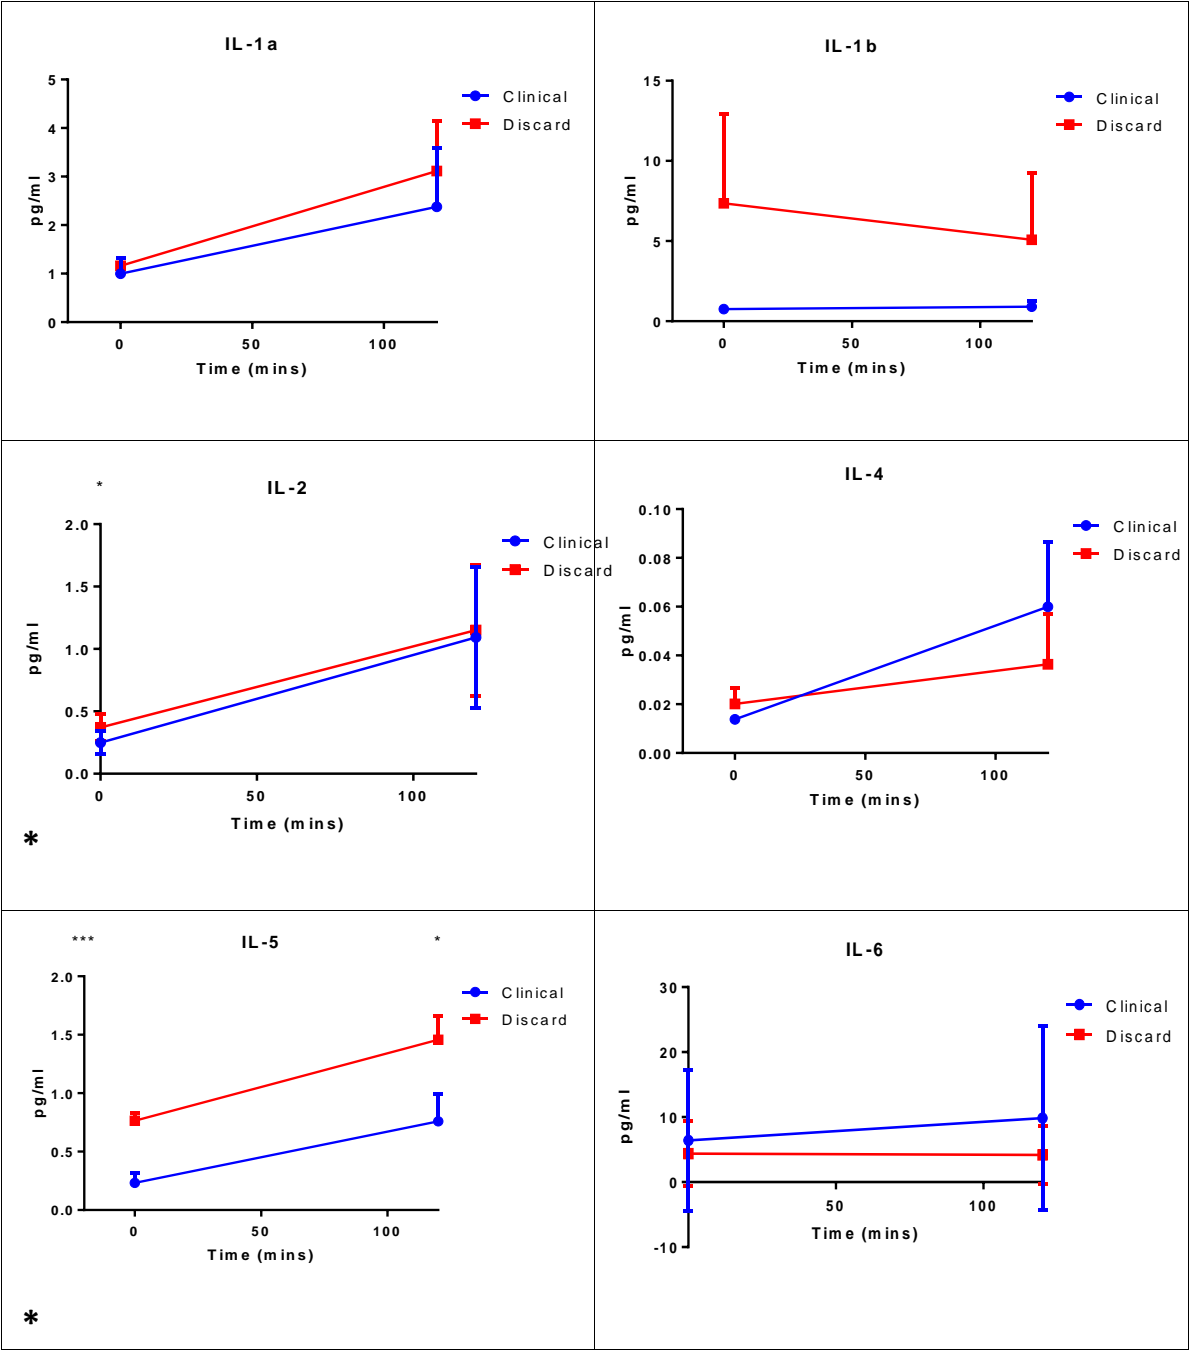 IL-1a
5
4
3
2
1
0
pg/ml
0 50 100
Time (mins)
Clinical
Discard
IL-1b
15
10
5
0
pg/ml
0 50 100
Time (mins)
Clinical
Discard
*
IL-2
2.0
1.5
1.0
0.5
0.0
pg/ml
0 50 100
Time (mins)
Clinical
Discard
*
IL-4
0.10
0.08
0.06
0.04
0.02
0.00
pg/ml
0 50 100
Time (mins)
Clinical
Discard
*** IL-5 *
2.0
1.5
1.0
0.5
0.0
pg/ml
0 50 100
Time (mins)
Clinical
Discard
*
IL-6
30
20
10
0
-10
pg/ml
50 100
Time (mins)
Clinical
Discard